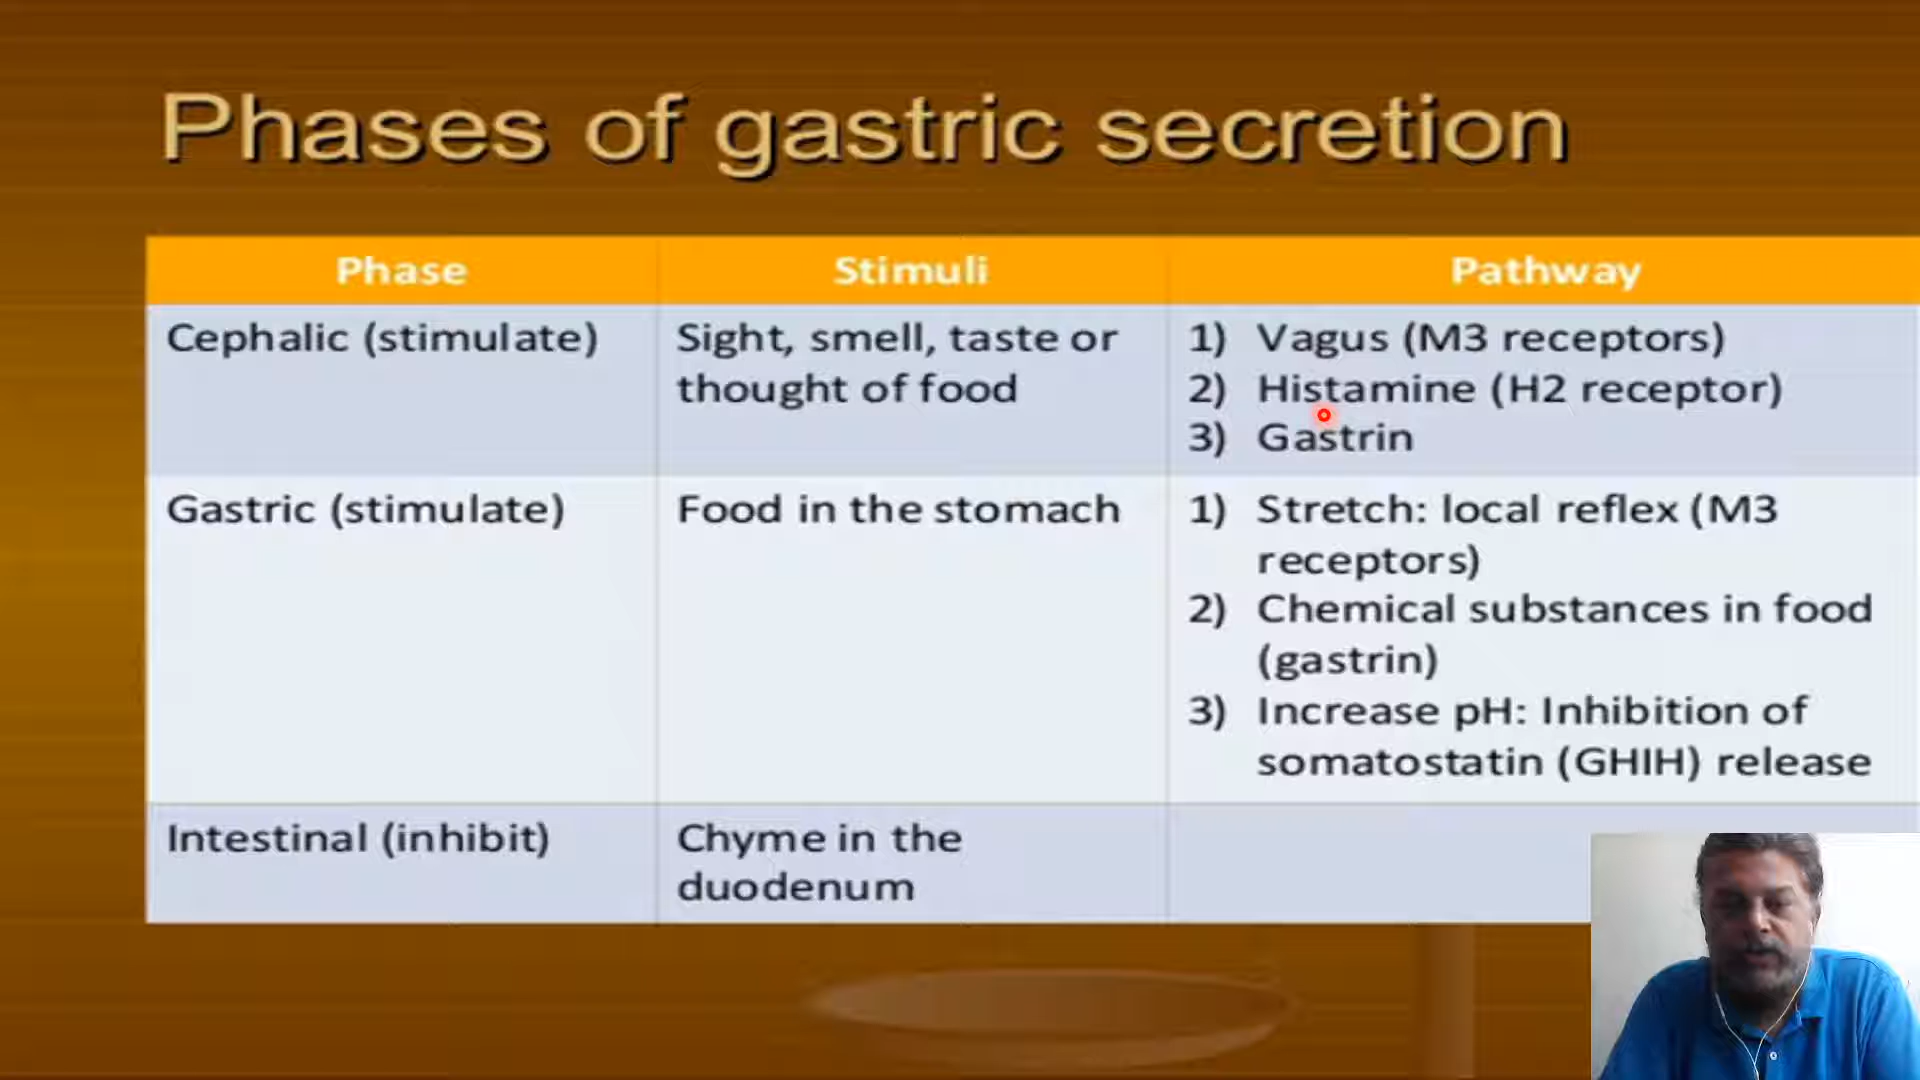 Phases of gastric secretion
Phase
Stimuli
Pathway
Cephalic (stimulate)
Sight, smell, taste or
thought of food
1) Vagus (M3 receptors)
2) Histamine (H2 receptor)
3) Gastrin
Gastric (stimulate)
Food in the stomach
1) Stretch: local reflex (M3
receptors)
2) Chemical substances in food
(gastrin)
3) Increase pH: Inhibition of
somatostatin (GHIH) release
Intestinal (inhibit)
Chyme in the
duodenum